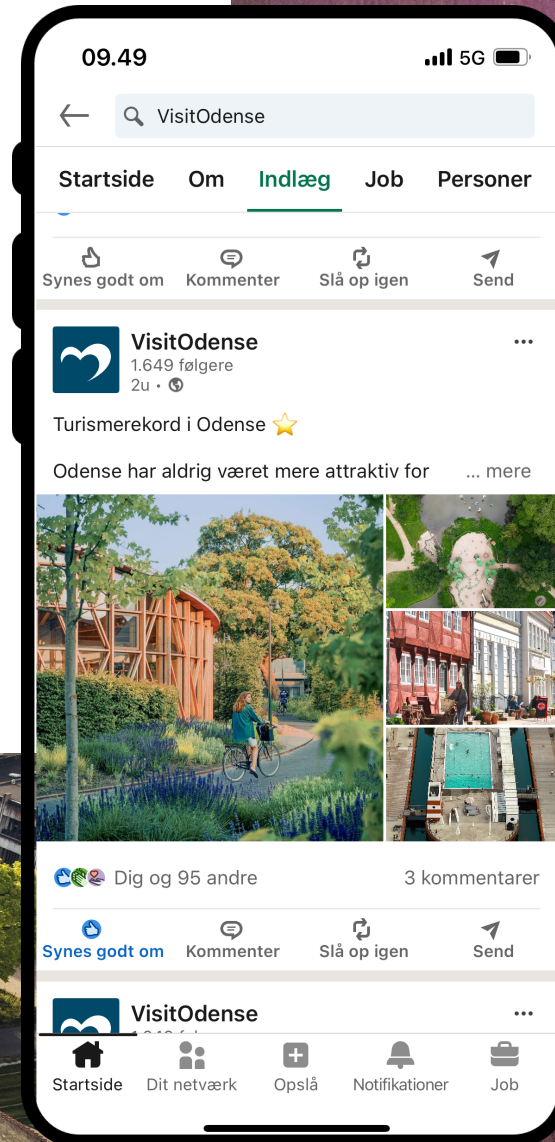 09.49
5G
VisitOdense
Startside Om Indlæg Job Personer
Synes godt om Kommenter Slå op igen Send
VisitOdense
1.649 følgere
2u •
Turismerekord i Odense ⭐
Odense har aldrig været mere attraktiv for ... mere
Dig og 95 andre 3 kommentarer
Synes godt om Kommenter Slå op igen Send
VisitOdense
Startside Dit netværk Opslå Notifikationer Job